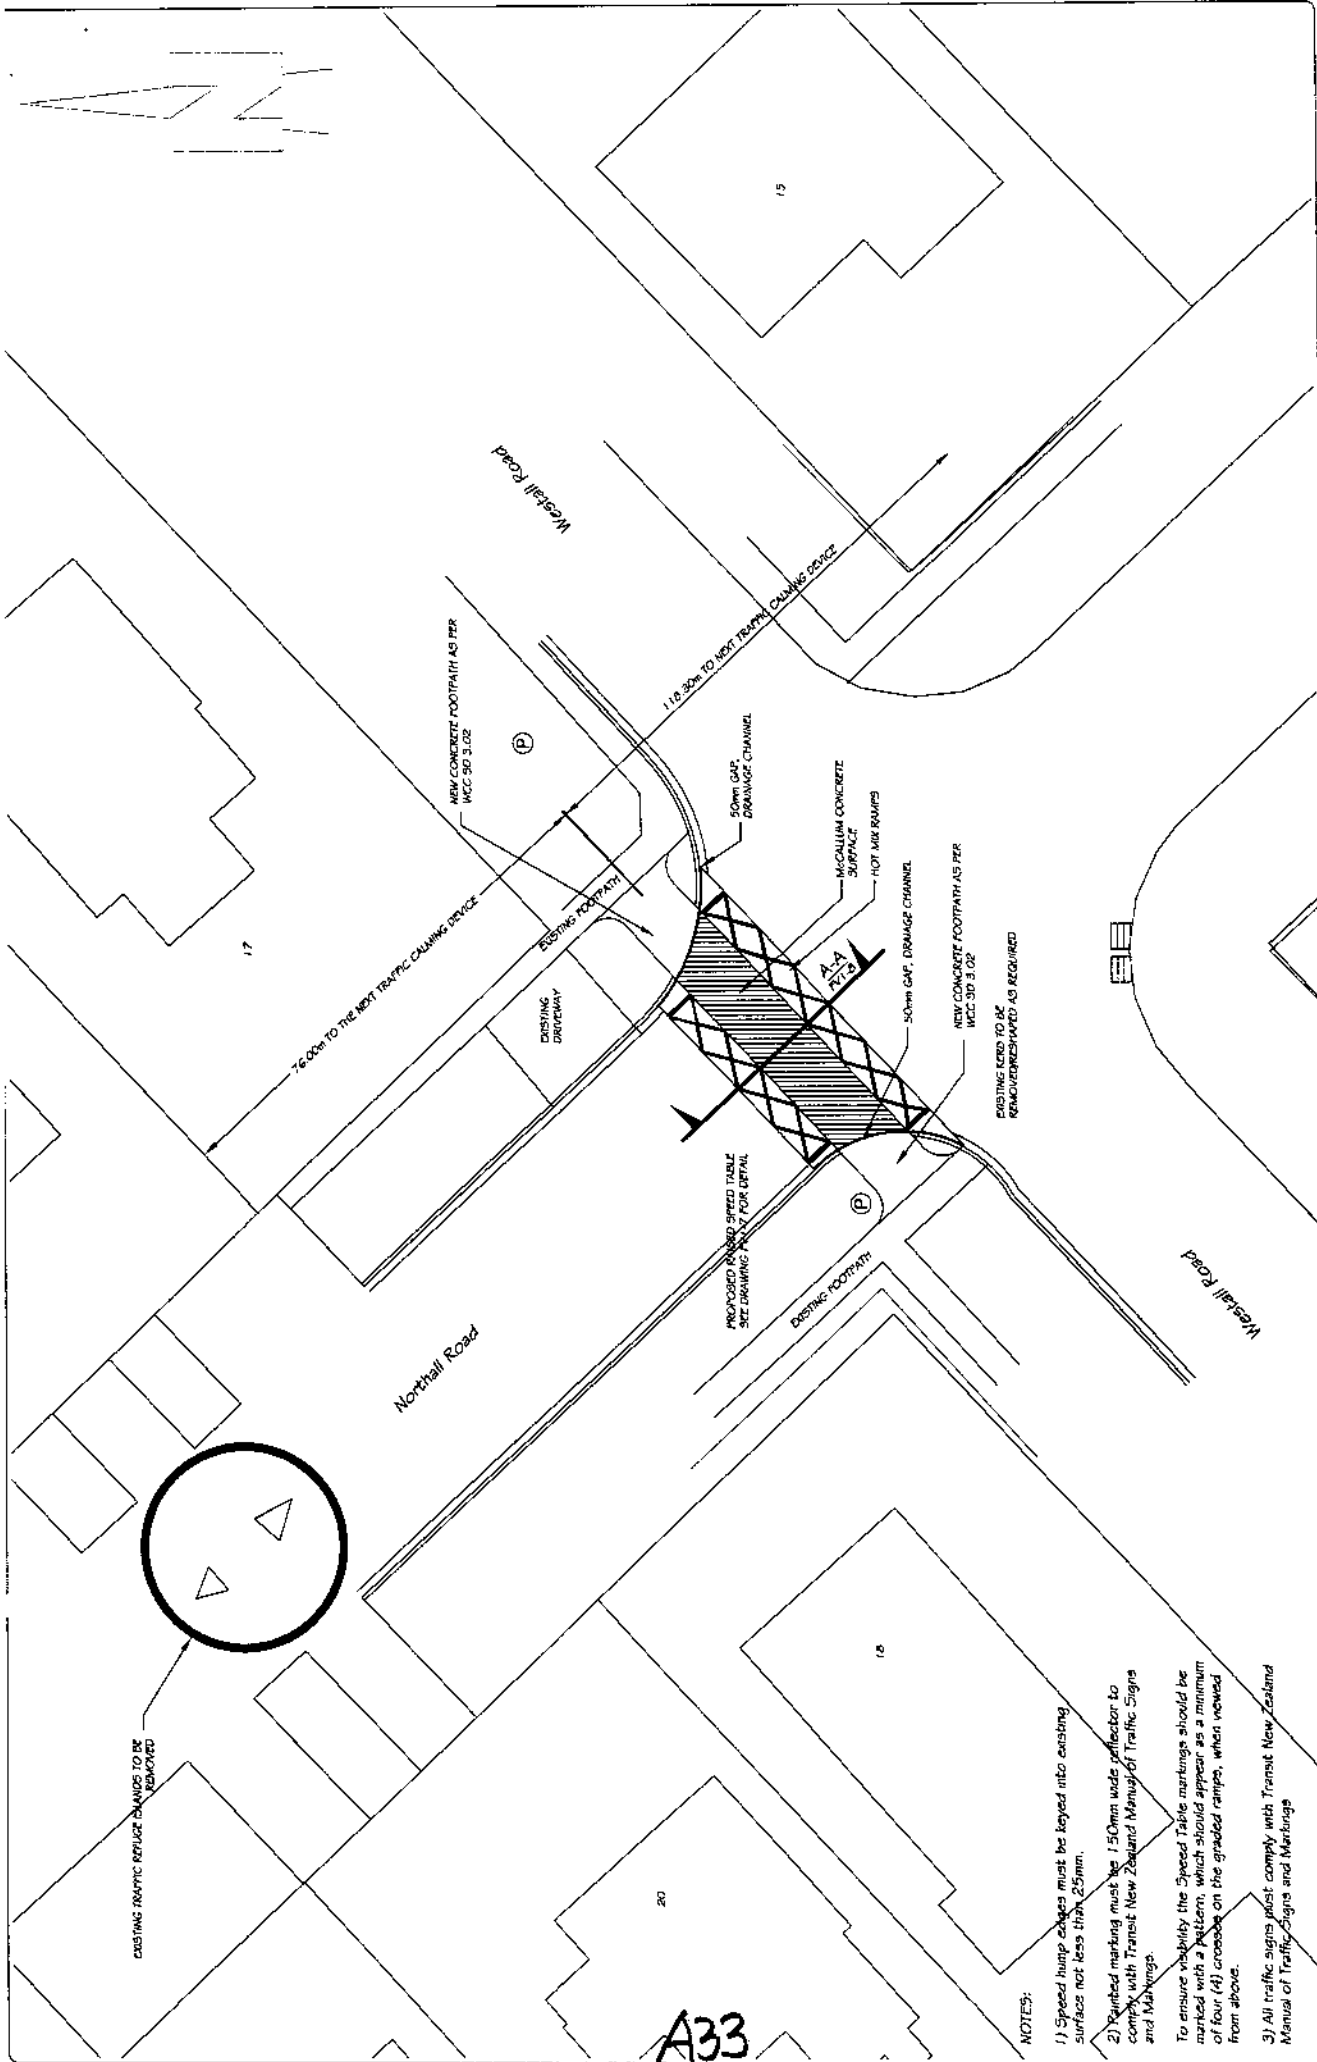 15
Westall Road
17
NEW CONCRETE FOOTPATH AS PER
WCC SD 3.02
P
118.30m TO NEXT TRAFFIC CALMING DEVICE
76.00m TO THE NEXT TRAFFIC CALMING DEVICE
EXISTING FOOTPATH
EXISTING
DRIVEWAY
50mm GAP,
DRAINAGE CHANNEL
McCALLUM CONCRETE
SURFACE
HOT MIX RAMPS
A-A
50mm GAP, DRAINAGE CHANNEL
NEW CONCRETE FOOTPATH AS PER
WCC SD 3.02
EXISTING KERB TO BE
REMOVED/RESHAPED AS REQUIRED
PROPOSED RAISED SPEED TABLE
SEE DRAWING FOR DETAIL
P
EXISTING FOOTPATH
Westall Road
Northall Road
EXISTING TRAFFIC REFUGE ISLANDS TO BE
REMOVED
18
20
NOTES:
1) Speed hump edges must be keyed into existing
surface not less than 25mm.
2) Painted marking must be 150mm wide reflector to
comply with Transit New Zealand Manual of Traffic Signs
and Markings.
To ensure visibility the Speed Table markings should be
marked with a pattern, which should appear as a minimum
of four (4) crosses on the graded ramps, when viewed
from above.
3) All traffic signs must comply with Transit New Zealand
Manual of Traffic Signs and Markings
A33